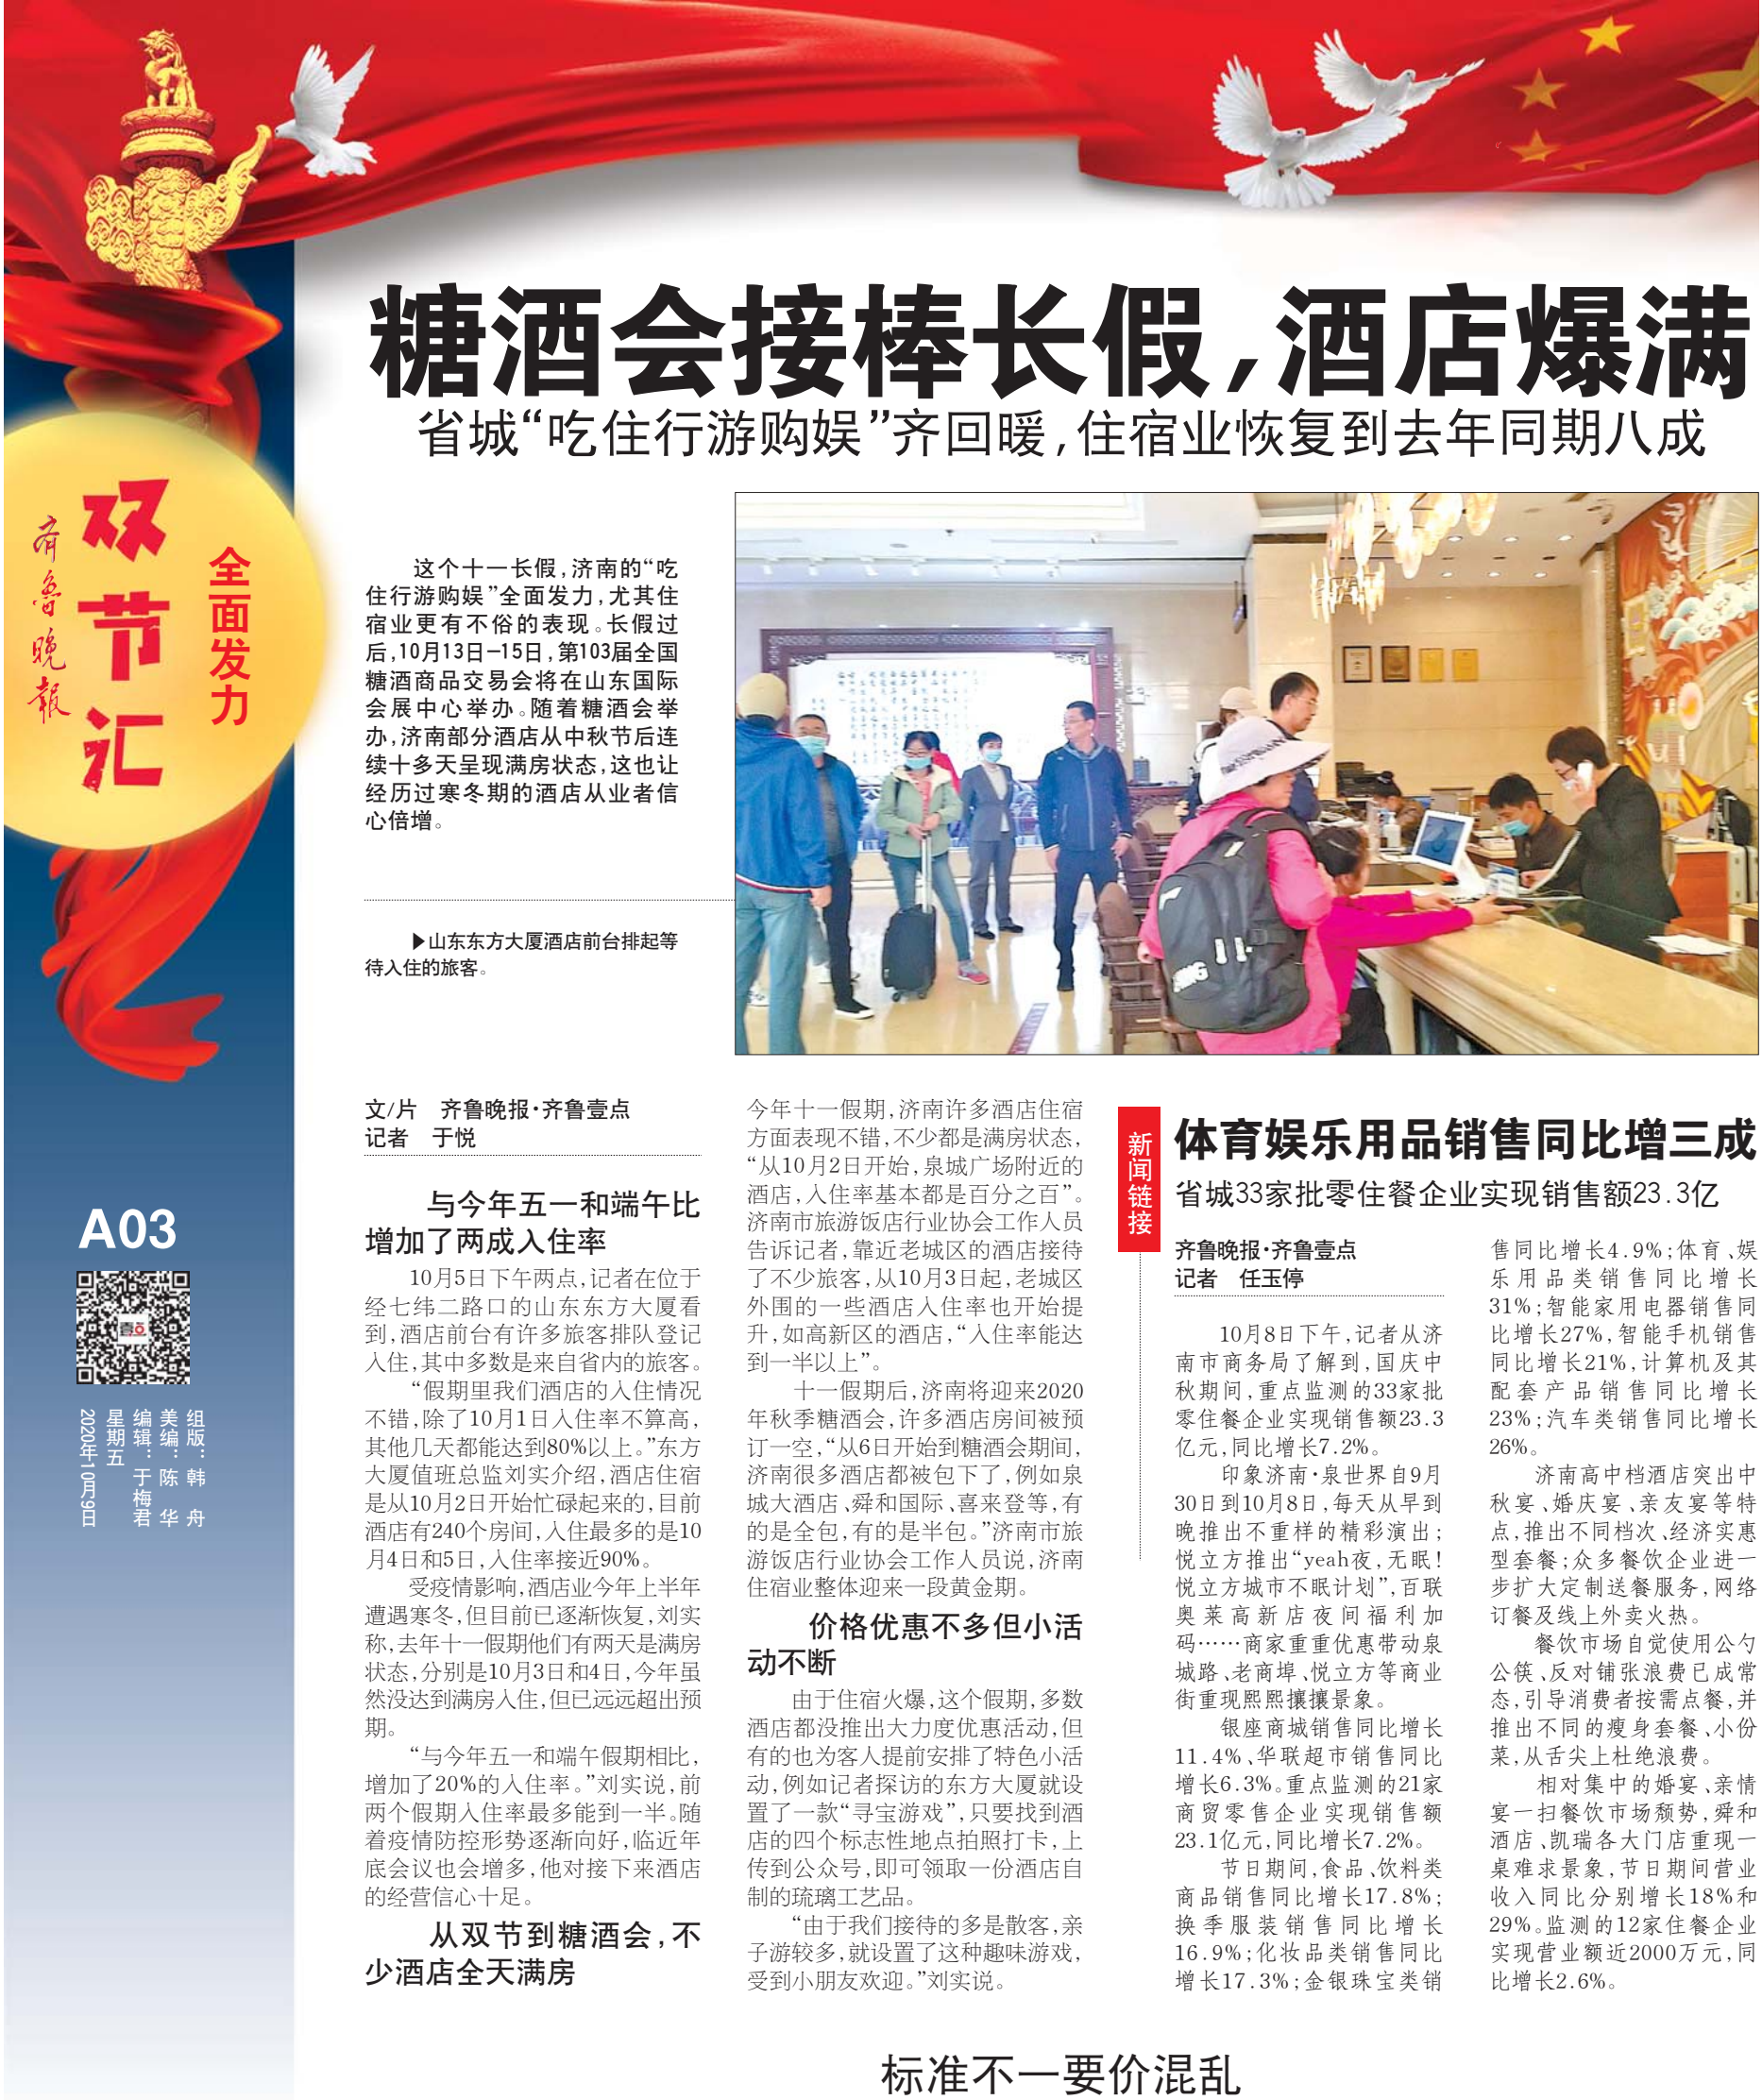 糖酒会接棒长假,酒店爆满
省城“吃住行游购娱”齐回暖,住宿业恢复到去年同期八成
齐鲁晚報
双节汇
全面发力
这个十一长假,济南的“吃
住行游购娱”全面发力,尤其住
宿业更有不俗的表现。长假过
后,10月13日—15日,第103届全国
糖酒商品交易会将在山东国际
会展中心举办。随着糖酒会举
办,济南部分酒店从中秋节后连
续十多天呈现满房状态,这也让
经历过寒冬期的酒店从业者信
心倍增。
▶山东东方大厦酒店前台排起等
待入住的旅客。
A03
壹点
2020年10月9日
星期五
编辑：于梅君
美编：陈 华
组版：韩 舟
文/片 齐鲁晚报·齐鲁壹点
记者 于悦
与今年五一和端午比
增加了两成入住率
10月5日下午两点,记者在位于
经七纬二路口的山东东方大厦看
到,酒店前台有许多旅客排队登记
入住,其中多数是来自省内的旅客。
“假期里我们酒店的入住情况
不错,除了10月1日入住率不算高,
其他几天都能达到80%以上。”东方
大厦值班总监刘实介绍,酒店住宿
是从10月2日开始忙碌起来的,目前
酒店有240个房间,入住最多的是10
月4日和5日,入住率接近90%。
受疫情影响,酒店业今年上半年
遭遇寒冬,但目前已逐渐恢复,刘实
称,去年十一假期他们有两天是满房
状态,分别是10月3日和4日,今年虽
然没达到满房入住,但已远远超出预
期。
“与今年五一和端午假期相比,
增加了20%的入住率。”刘实说,前
两个假期入住率最多能到一半。随
着疫情防控形势逐渐向好,临近年
底会议也会增多,他对接下来酒店
的经营信心十足。
从双节到糖酒会,不
少酒店全天满房
今年十一假期,济南许多酒店住宿
方面表现不错,不少都是满房状态,
“从10月2日开始,泉城广场附近的
酒店,入住率基本都是百分之百”。
济南市旅游饭店行业协会工作人员
告诉记者,靠近老城区的酒店接待
了不少旅客,从10月3日起,老城区
外围的一些酒店入住率也开始提
升,如高新区的酒店,“入住率能达
到一半以上”。
十一假期后,济南将迎来2020
年秋季糖酒会,许多酒店房间被预
订一空,“从6日开始到糖酒会期间,
济南很多酒店都被包下了,例如泉
城大酒店、舜和国际、喜来登等,有
的是全包,有的是半包。”济南市旅
游饭店行业协会工作人员说,济南
住宿业整体迎来一段黄金期。
价格优惠不多但小活
动不断
由于住宿火爆,这个假期,多数
酒店都没推出大力度优惠活动,但
有的也为客人提前安排了特色小活
动,例如记者探访的东方大厦就设
置了一款“寻宝游戏”,只要找到酒
店的四个标志性地点拍照打卡,上
传到公众号,即可领取一份酒店自
制的琉璃工艺品。
“由于我们接待的多是散客,亲
子游较多,就设置了这种趣味游戏,
受到小朋友欢迎。”刘实说。
新闻链接
体育娱乐用品销售同比增三成
省城33家批零住餐企业实现销售额23.3亿
齐鲁晚报·齐鲁壹点
记者 任玉停
10月8日下午,记者从济
南市商务局了解到,国庆中
秋期间,重点监测的33家批
零住餐企业实现销售额23.3
亿元,同比增长7.2%。
印象济南·泉世界自9月
30日到10月8日,每天从早到
晚推出不重样的精彩演出;
悦立方推出“yeah夜,无眠!
悦立方城市不眠计划”,百联
奥莱高新店夜间福利加
码……商家重重优惠带动泉
城路、老商埠、悦立方等商业
街重现熙熙攘攘景象。
银座商城销售同比增长
11.4%、华联超市销售同比
增长6.3%。重点监测的21家
商贸零售企业实现销售额
23.1亿元,同比增长7.2%。
节日期间,食品、饮料类
商品销售同比增长17.8%;
换季服装销售同比增长
16.9%;化妆品类销售同比
增长17.3%;金银珠宝类销
售同比增长4.9%;体育、娱
乐用品类销售同比增长
31%;智能家用电器销售同
比增长27%,智能手机销售
同比增长21%,计算机及其
配套产品销售同比增长
23%;汽车类销售同比增长
26%。
济南高中档酒店突出中
秋宴、婚庆宴、亲友宴等特
点,推出不同档次、经济实惠
型套餐;众多餐饮企业进一
步扩大定制送餐服务,网络
订餐及线上外卖火热。
餐饮市场自觉使用公勺
公筷、反对铺张浪费已成常
态,引导消费者按需点餐,并
推出不同的瘦身套餐、小份
菜,从舌尖上杜绝浪费。
相对集中的婚宴、亲情
宴一扫餐饮市场颓势,舜和
酒店、凯瑞各大门店重现一
桌难求景象,节日期间营业
收入同比分别增长18%和
29%。监测的12家住餐企业
实现营业额近2000万元,同
比增长2.6%。
标准不一要价混乱